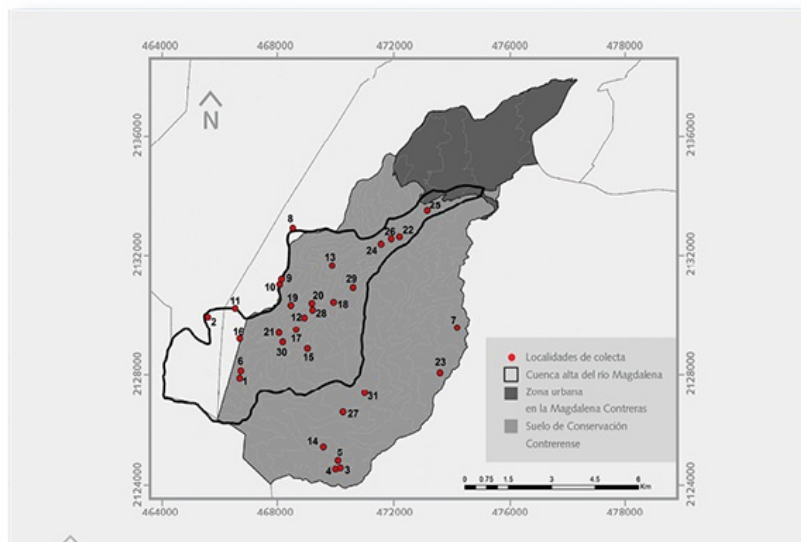 464000 468000 472000 476000 478000
N
2136000 2136000
8
25
26 22
24
2132000 2132000
13
9
10
29
11
19 20 18
2
12 28
7
21 17
16
30 15
2128000 2128000
6
1
23
31
27
14
5
4 3
Localidades de colecta
Cuenca alta del río Magdalena
Zona urbana
en la Magdalena Contreras
Suelo de Conservación
Contrerense
0 0.75 1.5 3 4.5 6
Km
2124000 2124000
464000 468000 472000 476000 478000